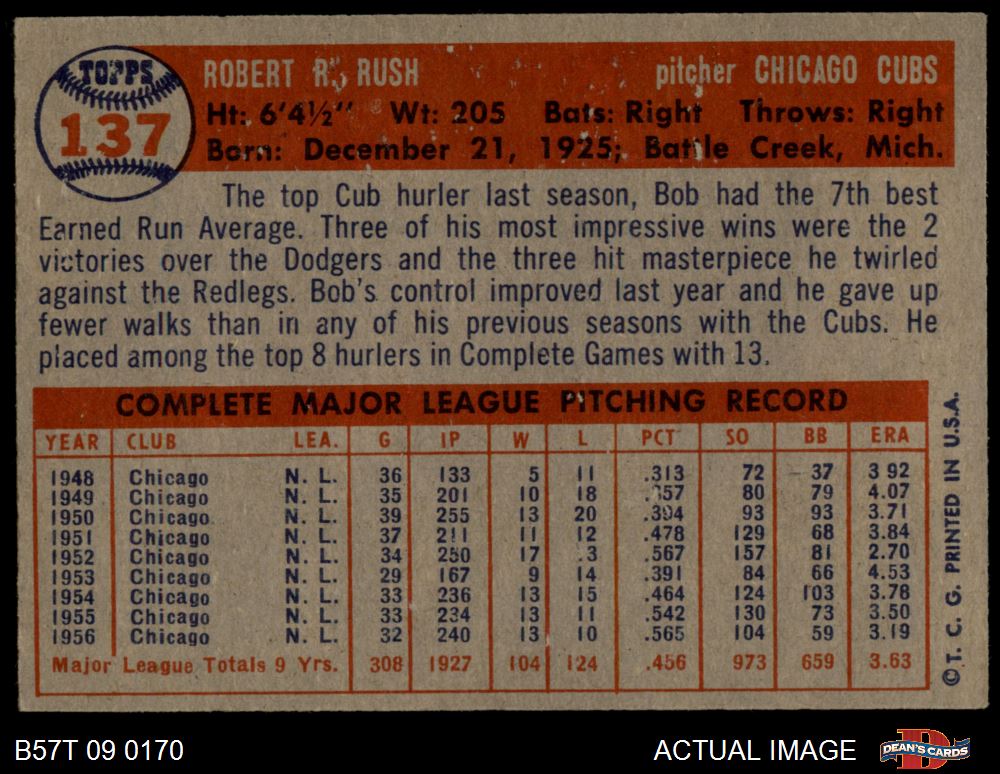 TOPPS
137
ROBERT R. RUSH pitcher CHICAGO CUBS
Ht: 6'4½" Wt: 205 Bats: Right Throws: Right
Born: December 21, 1925; Battle Creek, Mich.
The top Cub hurler last season, Bob had the 7th best
Earned Run Average. Three of his most impressive wins were the 2
victories over the Dodgers and the three hit masterpiece he twirled
against the Redlegs. Bob's control improved last year and he gave up
fewer walks than in any of his previous seasons with the Cubs. He
placed among the top 8 hurlers in Complete Games with 13.
COMPLETE MAJOR LEAGUE PITCHING RECORD
YEAR CLUB LEA. G IP W L PCT SO BB ERA
1948 Chicago N. L. 36 133 5 11 .313 72 37 3 92
1949 Chicago N. L. 35 201 10 18 .357 80 79 4.07
1950 Chicago N. L. 39 255 13 20 .394 93 93 3.71
1951 Chicago N. L. 37 211 11 12 .478 129 68 3.84
1952 Chicago N. L. 34 250 17 .3 .567 157 81 2.70
1953 Chicago N. L. 29 167 9 14 .391 84 66 4.53
1954 Chicago N. L. 33 236 13 15 .464 124 103 3.78
1955 Chicago N. L. 33 234 13 11 .542 130 73 3.50
1956 Chicago N. L. 32 240 13 10 .565 104 59 3.19
Major League Totals 9 Yrs. 308 1927 104 124 .456 973 659 3.63
©T. C. G. PRINTED IN U.S.A.
B57T 09 0170 ACTUAL IMAGE DEAN'S CARDS